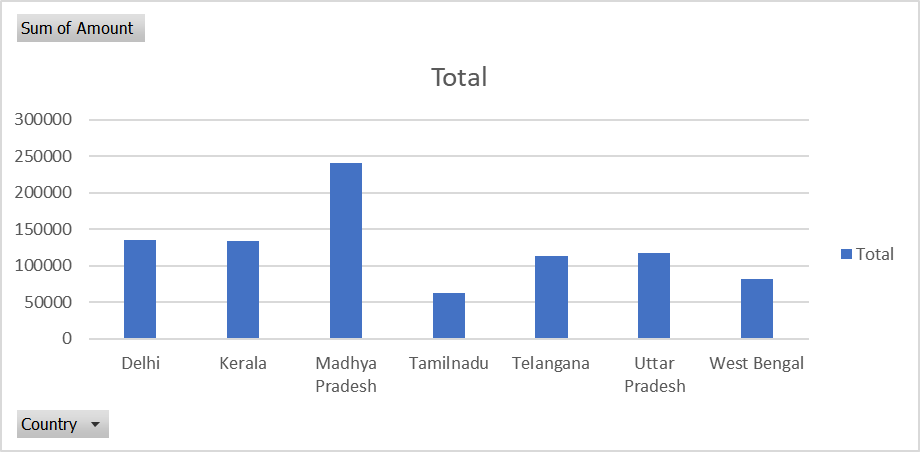 Sum of Amount
Total
300000
250000
200000
150000
100000
50000
0
Total
Delhi Kerala Madhya Tamilnadu Telangana Uttar West Bengal
Pradesh Pradesh
Country